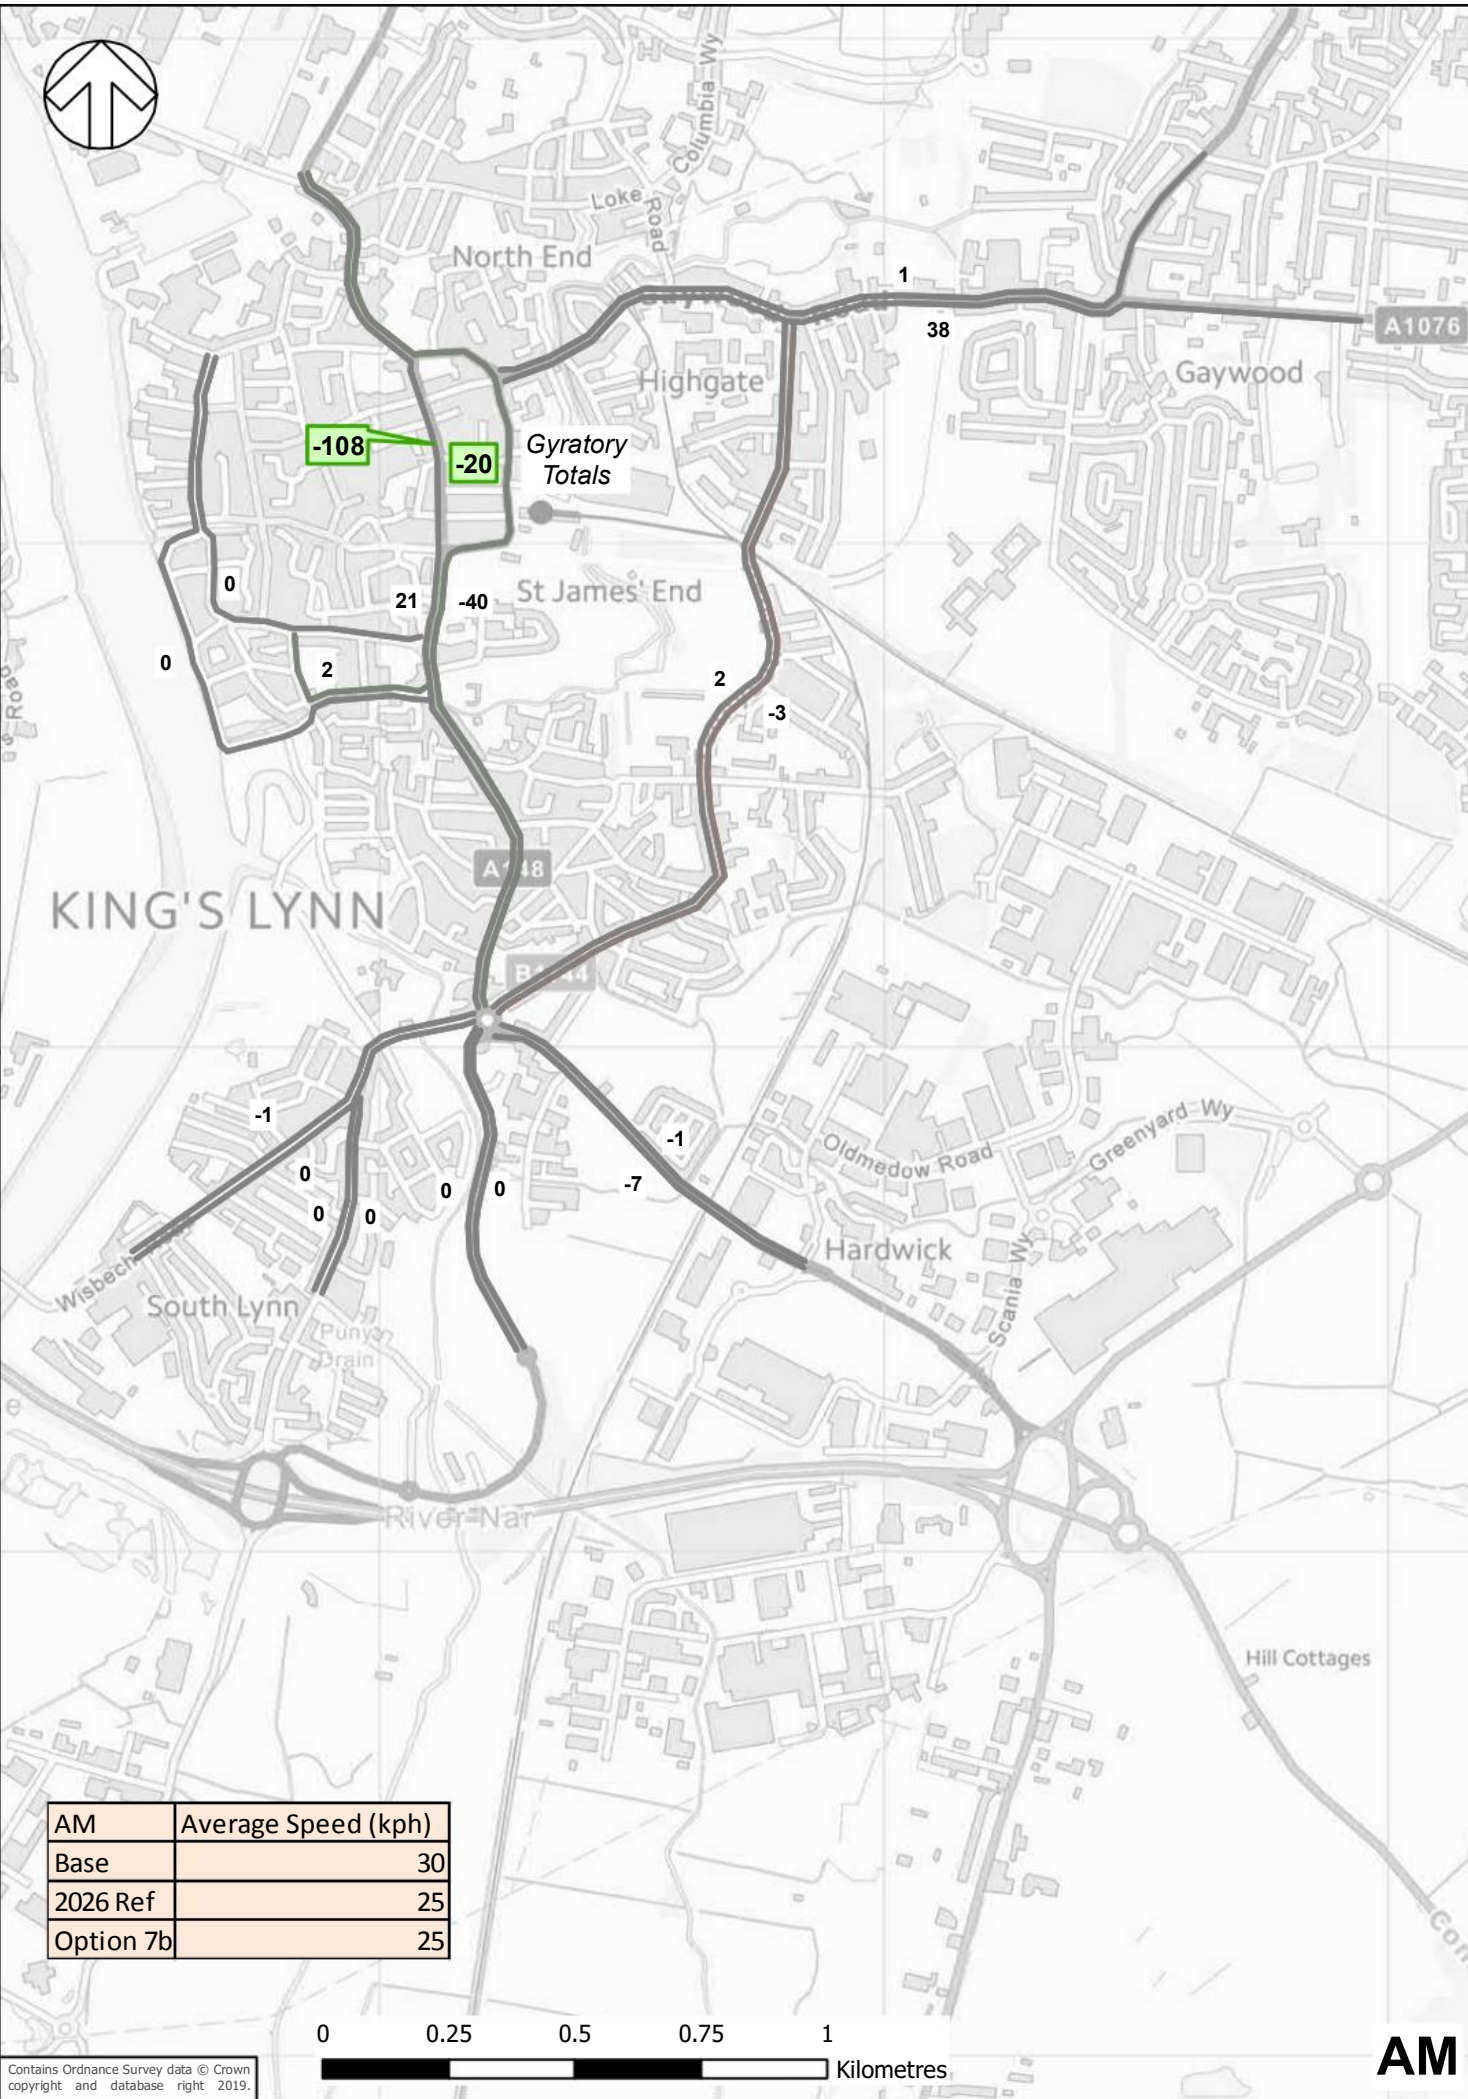 Columbia Wy
Loke Road
North End
1
38
A1076
Gaywood
Highgate
-108
-20
Gyratory
Totals
0
21
-40
St James' End
0
2
2
-3
KING'S LYNN
-1
-1
Oldmedow Road
Greenyard Wy
0
0
0
-7
0
0
Hardwick
Scania Wy
Wisbech
South Lynn
Puny
Drain
e
River Nar
Hill Cottages
AM Average Speed (kph)
Base 30
2026 Ref 25
Option 7b 25
Con
0 0.25 0.5 0.75 1
Kilometres
AM
Contains Ordnance Survey data © Crown
copyright and database right 2019.